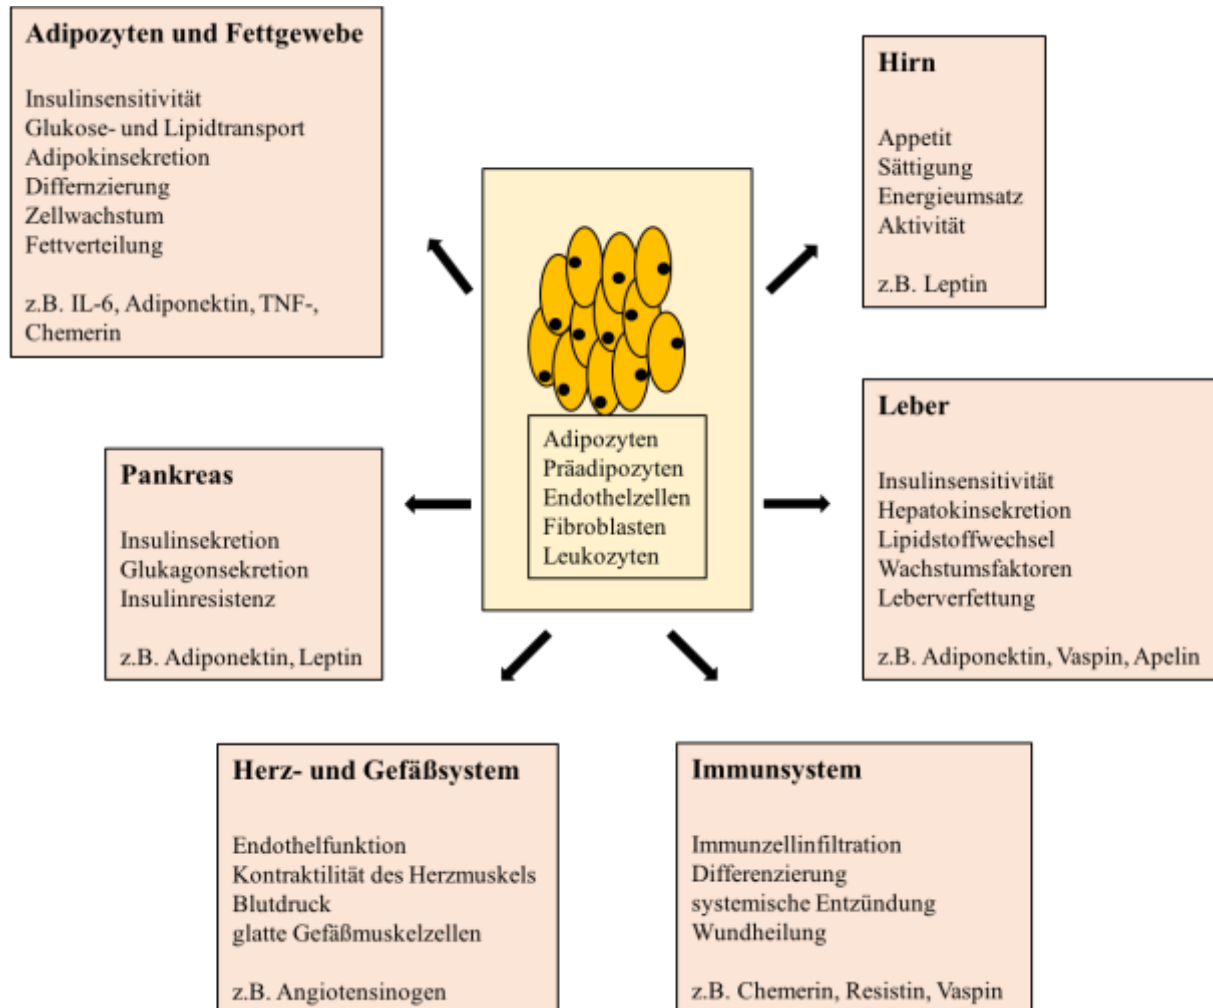 Adipozyten und Fettgewebe
Insulinsensitivität
Glukose- und Lipidtransport
Adipokinsekretion
Differnzierung
Zellwachstum
Fettverteilung
z.B. IL-6, Adiponektin, TNF-,
Chemerin
Hirn
Appetit
Sättigung
Energieumsatz
Aktivität
z.B. Leptin
Adipozyten
Präadipozyten
Endothelzellen
Fibroblasten
Leukozyten
Pankreas
Insulinsekretion
Glukagonsekretion
Insulinresistenz
z.B. Adiponektin, Leptin
Leber
Insulinsensitivität
Hepatokinsekretion
Lipidstoffwechsel
Wachstumsfaktoren
Leberverfettung
z.B. Adiponektin, Vaspin, Apelin
Herz- und Gefäßsystem
Endothelfunktion
Kontraktilität des Herzmuskels
Blutdruck
glatte Gefäßmuskelzellen
z.B. Angiotensinogen
Immunsystem
Immunzellinfiltration
Differenzierung
systemische Entzündung
Wundheilung
z.B. Chemerin, Resistin, Vaspin